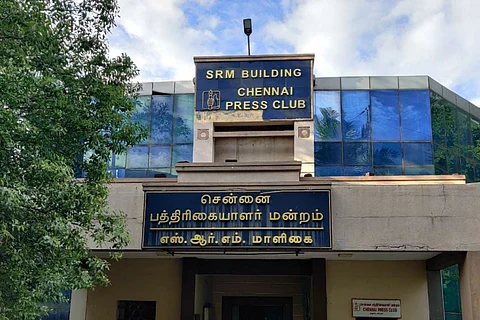 SRM BUILDING
CHENNAI
PRESS CLUB
சென்னை
பத்திரிகையாளர் மன்றம்
எஸ்.ஆர்.எம். மாளிகை
CHENNAI PRESS CLUB